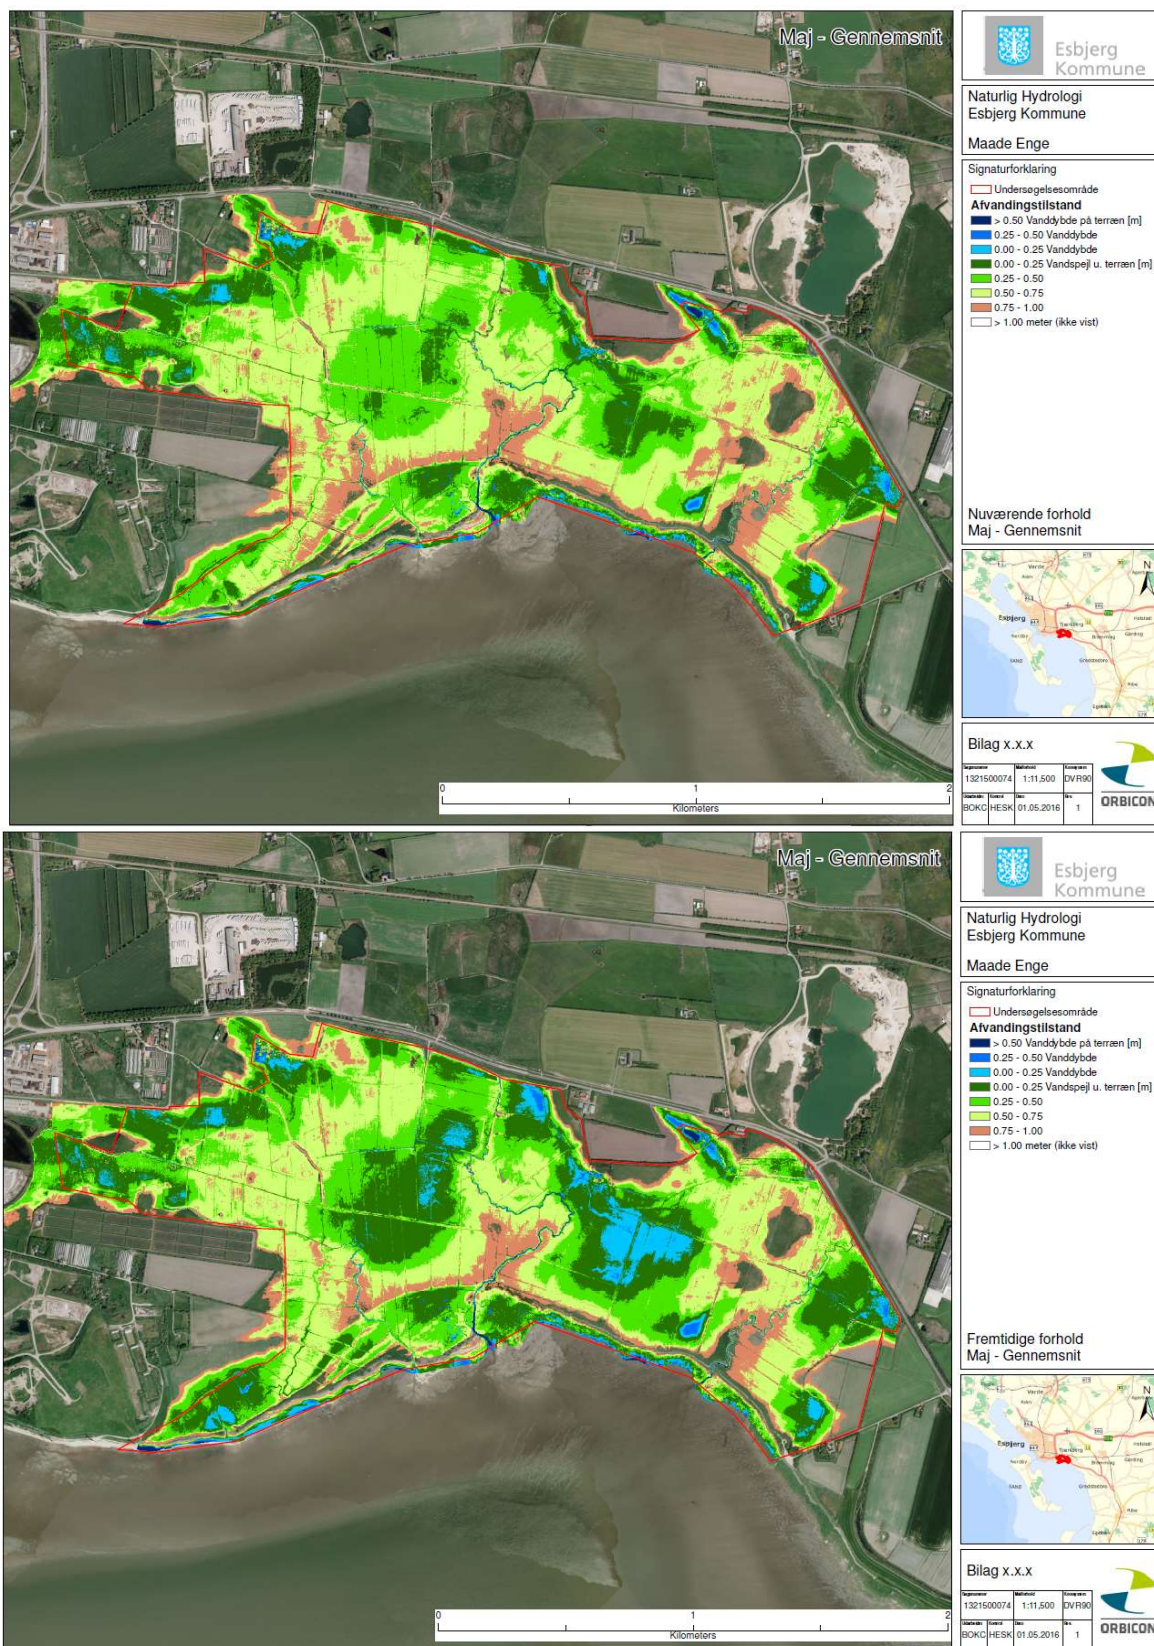 Maj - Gennemsnit
Esbjerg
Kommune
Naturlig Hydrologi
Esbjerg Kommune
Maade Enge
Signaturforklaring
Undersøgelsesområde
Afvandingstilstand
> 0.50 Vanddybde på terræn [m]
0.25 - 0.50 Vanddybde
0.00 - 0.25 Vanddybde
0.00 - 0.25 Vandspejl u. terræn [m]
0.25 - 0.50
0.50 - 0.75
0.75 - 1.00
> 1.00 meter (ikke vist)
Nuværende forhold
Maj - Gennemsnit
N
Varde
Esbjerg
Bilag x.x.x
1321500074 1:11,500 DVR90
BOKC HESK 01.05.2016 1
ORBICON
0 1 2
Kilometers
Maj - Gennemsnit
Esbjerg
Kommune
Naturlig Hydrologi
Esbjerg Kommune
Maade Enge
Signaturforklaring
Undersøgelsesområde
Afvandingstilstand
> 0.50 Vanddybde på terræn [m]
0.25 - 0.50 Vanddybde
0.00 - 0.25 Vanddybde
0.00 - 0.25 Vandspejl u. terræn [m]
0.25 - 0.50
0.50 - 0.75
0.75 - 1.00
> 1.00 meter (ikke vist)
Fremtidige forhold
Maj - Gennemsnit
N
Varde
Esbjerg
Bilag x.x.x
1321500074 1:11,500 DVR90
BOKC HESK 01.05.2016 1
ORBICON
0 1 2
Kilometers